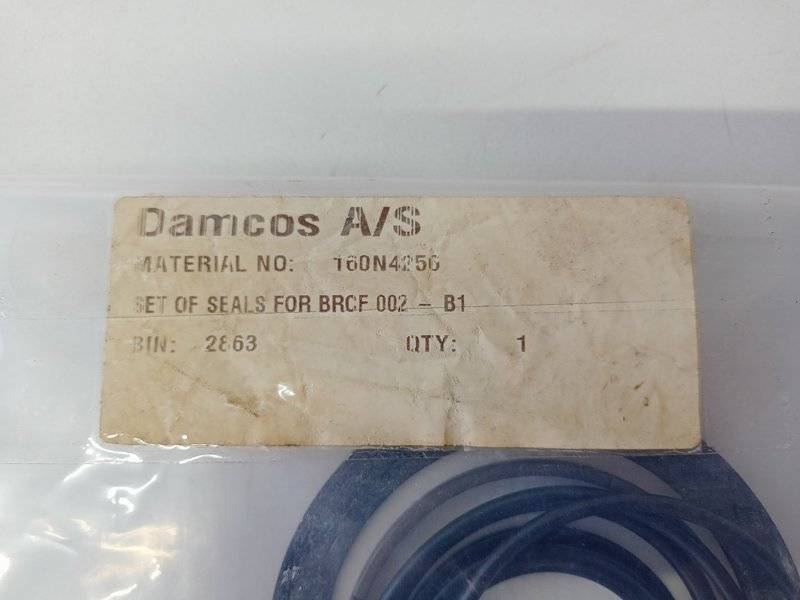 Damcos A/S
MATERIAL NO: 160N4256
SET OF SEALS FOR BRCF 002 - B1
BIN: 2863 QTY: 1